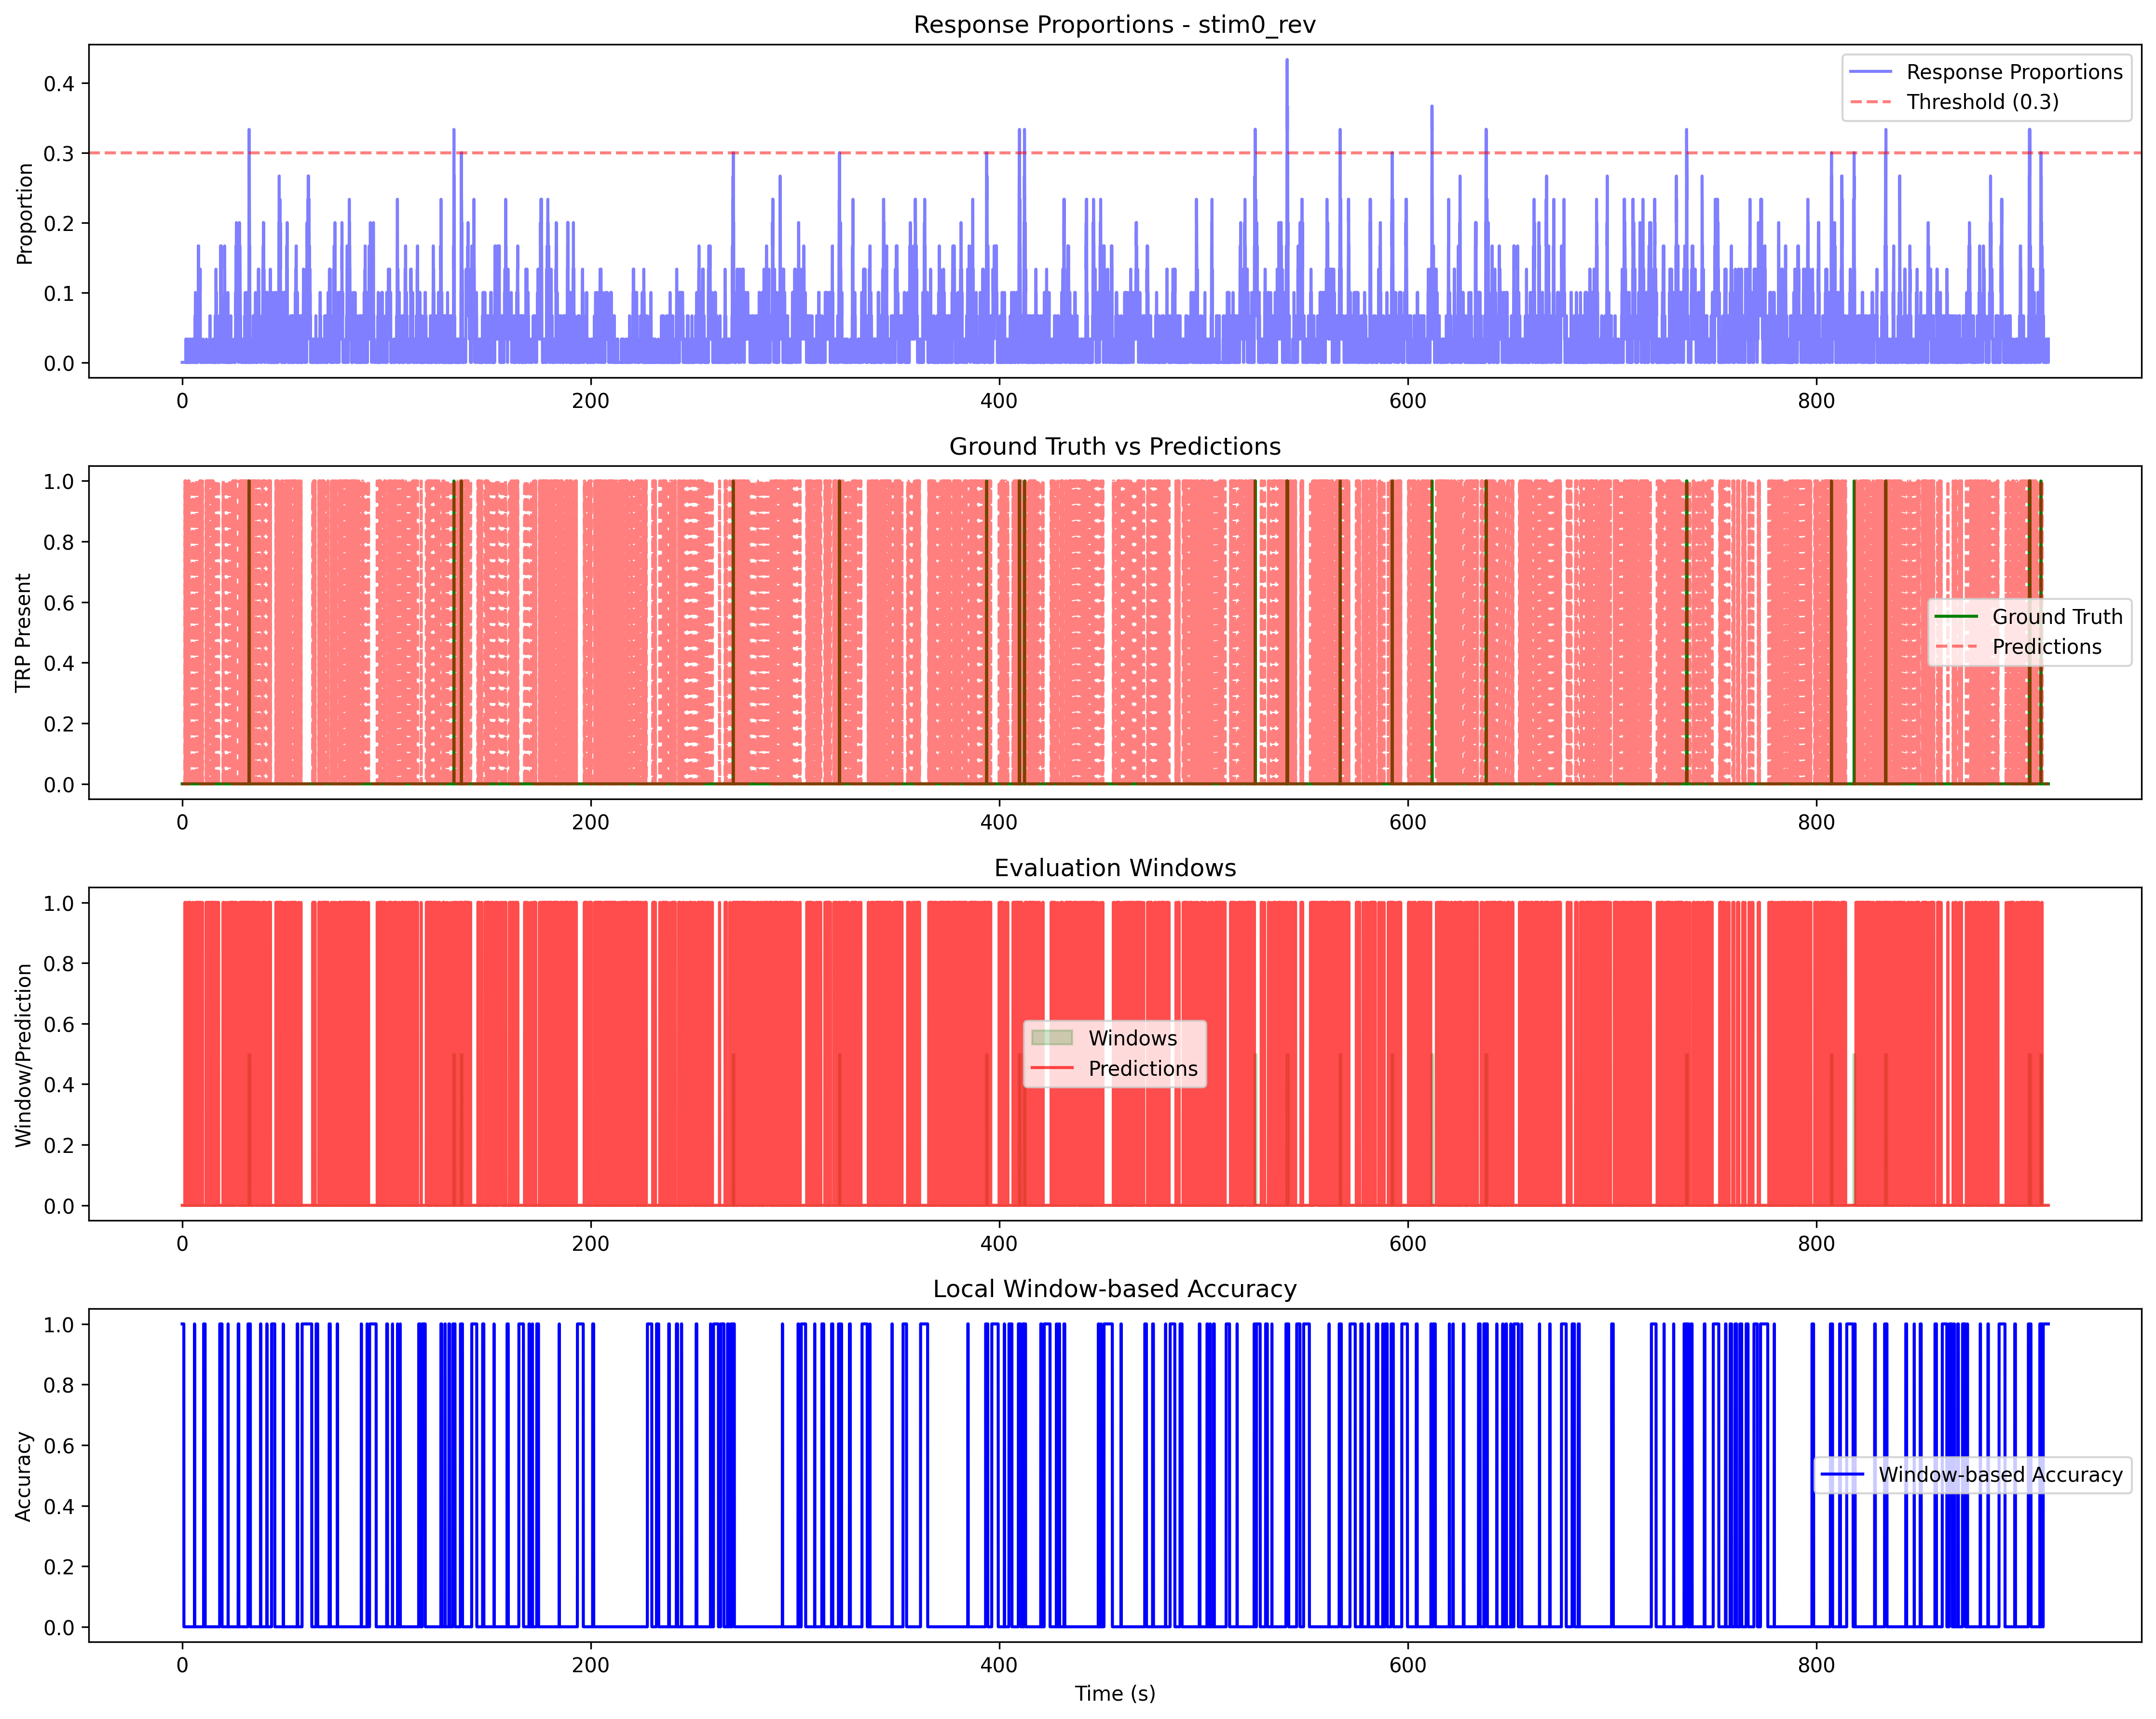 Response Proportions - stim0_rev
Proportion
0.4
0.3
0.2
0.1
0.0
Response Proportions
Threshold (0.3)
0 200 400 600 800
Ground Truth vs Predictions
TRP Present
1.0
0.8
0.6
0.4
0.2
0.0
Ground Truth
Predictions
0 200 400 600 800
Evaluation Windows
Window/Prediction
1.0
0.8
0.6
0.4
0.2
0.0
Windows
Predictions
0 200 400 600 800
Local Window-based Accuracy
Accuracy
1.0
0.8
0.6
0.4
0.2
0.0
Window-based Accuracy
0 200 400 600 800
Time (s)